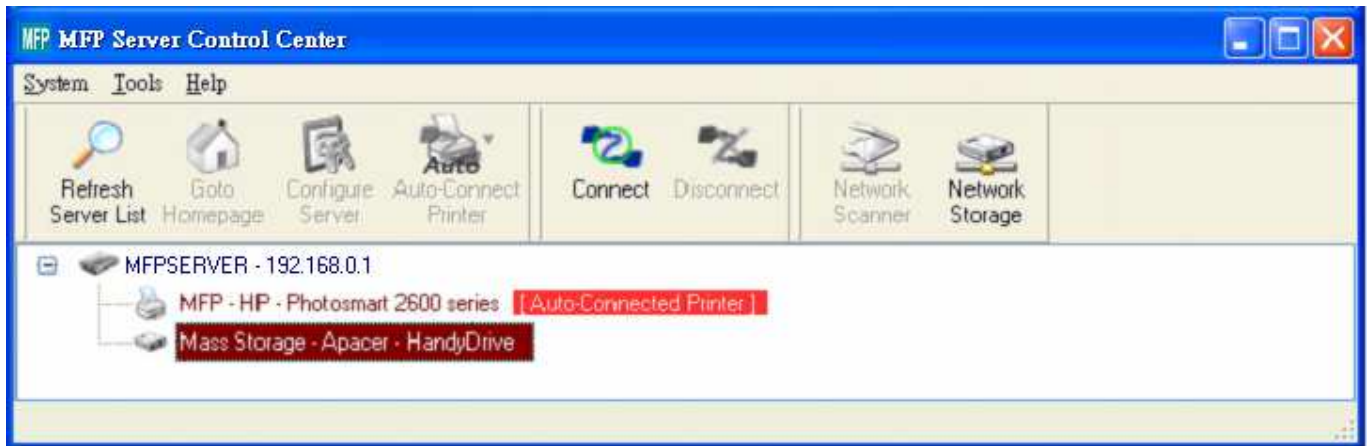 MFP MFP Server Control Center
System Tools Help
Refresh Server List
Goto Homepage
Configure Server
Auto
Auto-Connect Printer
Connect
Disconnect
Network Scanner
Network Storage
MFPSERVER - 192.168.0.1
MFP - HP - Photosmart 2600 series [ Auto-Connected Printer ]
Mass Storage - Apacer - HandyDrive